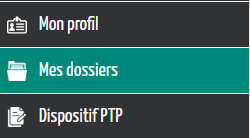 Mon profil
Mes dossiers
Dispositif PTP